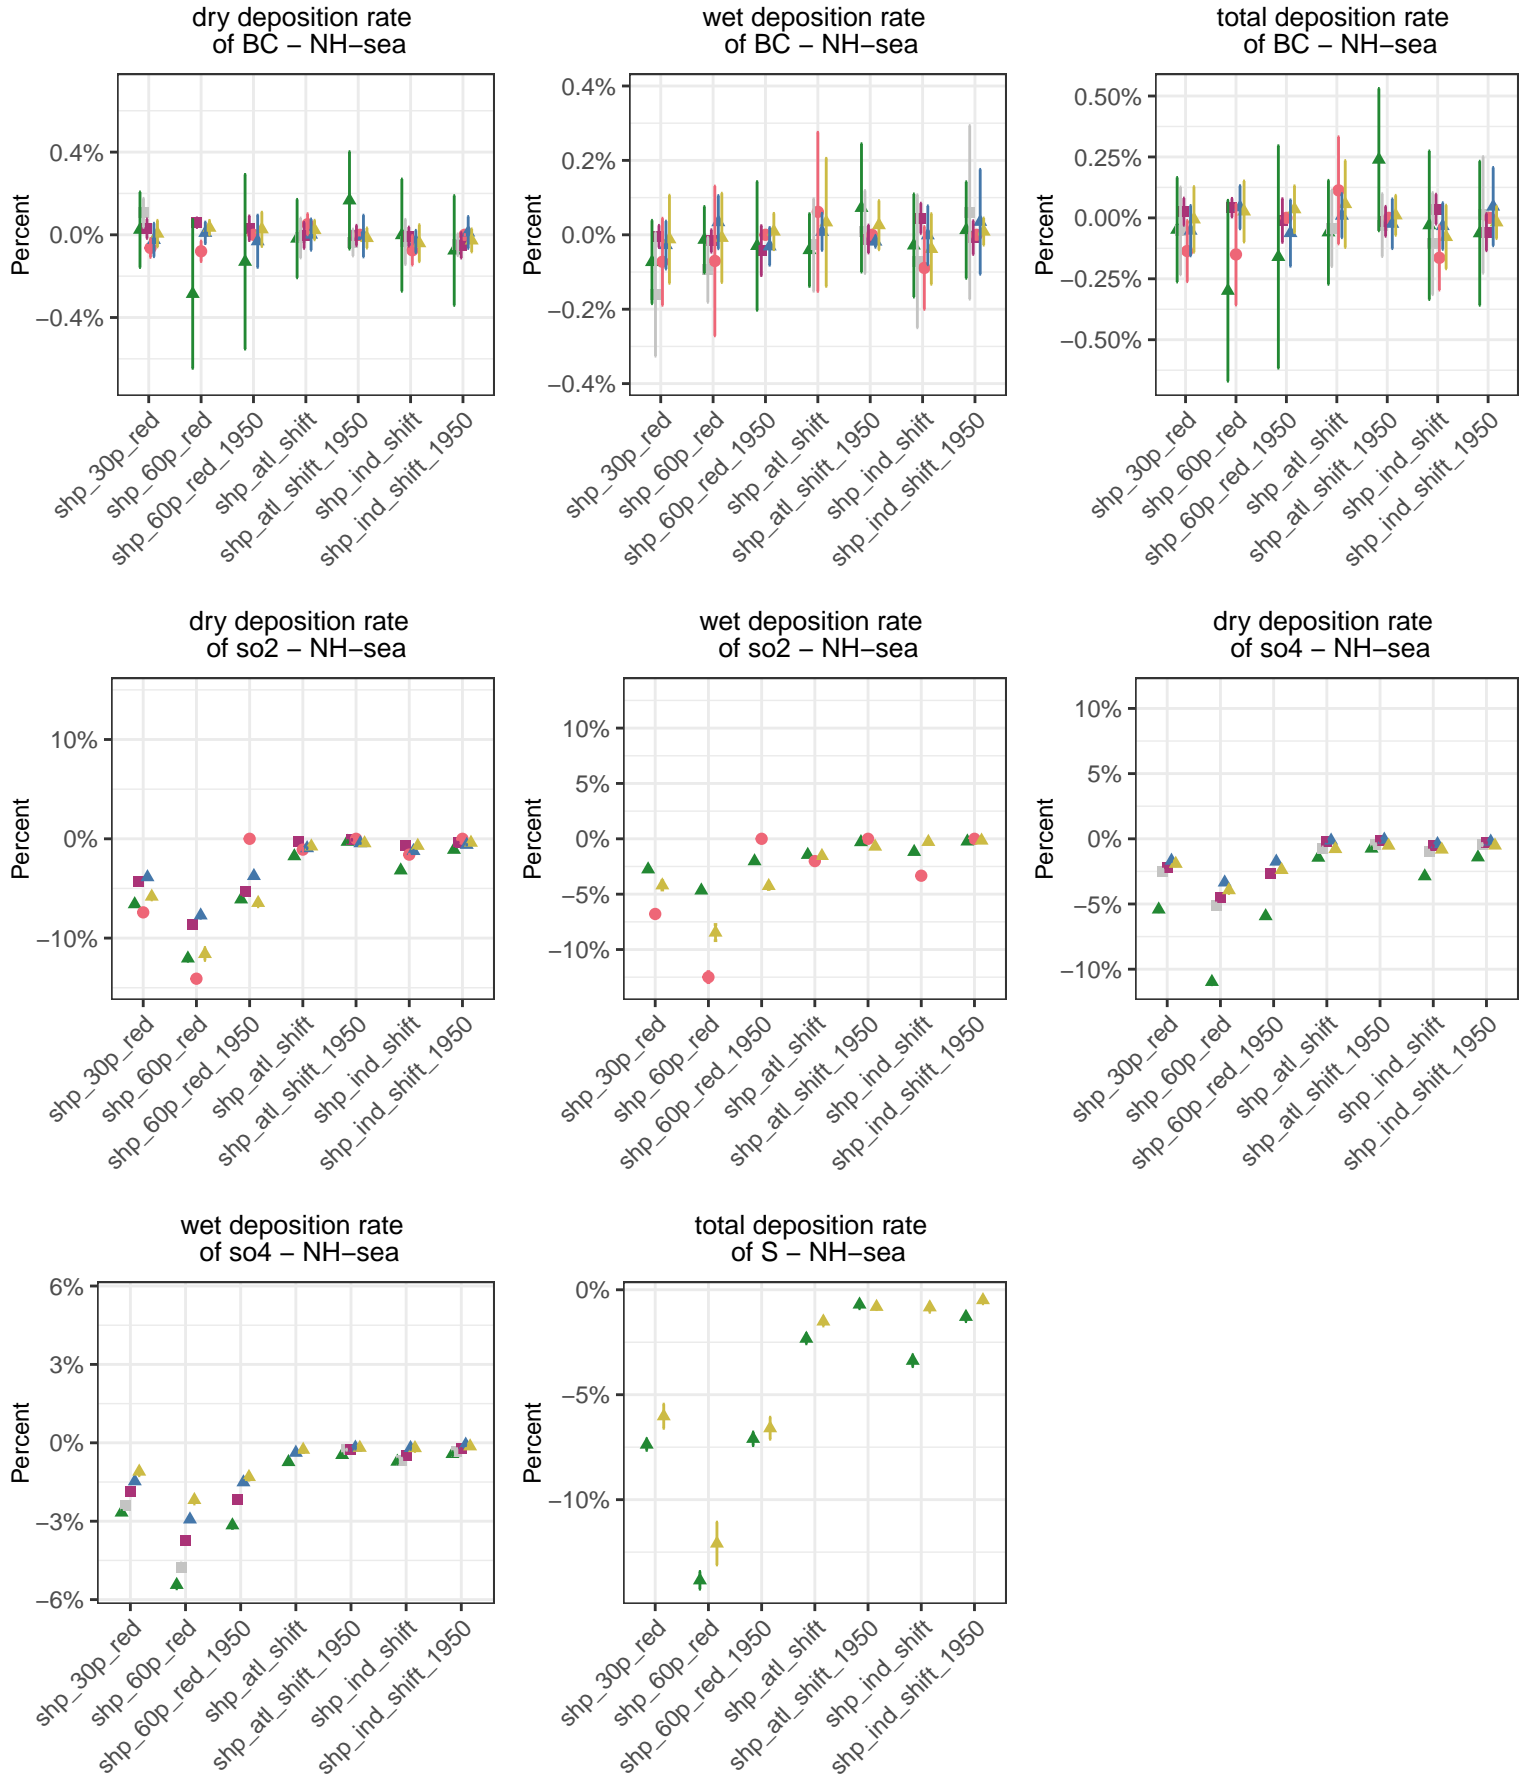 dry deposition rate
of BC − NH−sea
Percent
0.4%
0.0%
−0.4%
shp_30p_red
shp_60p_red
shp_60p_red_1950
shp_atl_shift
shp_atl_shift_1950
shp_ind_shift
shp_ind_shift_1950
wet deposition rate
of BC − NH−sea
Percent
0.4%
0.2%
0.0%
−0.2%
−0.4%
shp_30p_red
shp_60p_red
shp_60p_red_1950
shp_atl_shift
shp_atl_shift_1950
shp_ind_shift
shp_ind_shift_1950
total deposition rate
of BC − NH−sea
Percent
0.50%
0.25%
0.00%
−0.25%
−0.50%
shp_30p_red
shp_60p_red
shp_60p_red_1950
shp_atl_shift
shp_atl_shift_1950
shp_ind_shift
shp_ind_shift_1950
dry deposition rate
of so2 − NH−sea
Percent
10%
0%
−10%
shp_30p_red
shp_60p_red
shp_60p_red_1950
shp_atl_shift
shp_atl_shift_1950
shp_ind_shift
shp_ind_shift_1950
wet deposition rate
of so2 − NH−sea
Percent
10%
5%
0%
−5%
−10%
shp_30p_red
shp_60p_red
shp_60p_red_1950
shp_atl_shift
shp_atl_shift_1950
shp_ind_shift
shp_ind_shift_1950
dry deposition rate
of so4 − NH−sea
Percent
10%
5%
0%
−5%
−10%
shp_30p_red
shp_60p_red
shp_60p_red_1950
shp_atl_shift
shp_atl_shift_1950
shp_ind_shift
shp_ind_shift_1950
wet deposition rate
of so4 − NH−sea
Percent
6%
3%
0%
−3%
−6%
shp_30p_red
shp_60p_red
shp_60p_red_1950
shp_atl_shift
shp_atl_shift_1950
shp_ind_shift
shp_ind_shift_1950
total deposition rate
of S − NH−sea
Percent
0%
−5%
−10%
shp_30p_red
shp_60p_red
shp_60p_red_1950
shp_atl_shift
shp_atl_shift_1950
shp_ind_shift
shp_ind_shift_1950